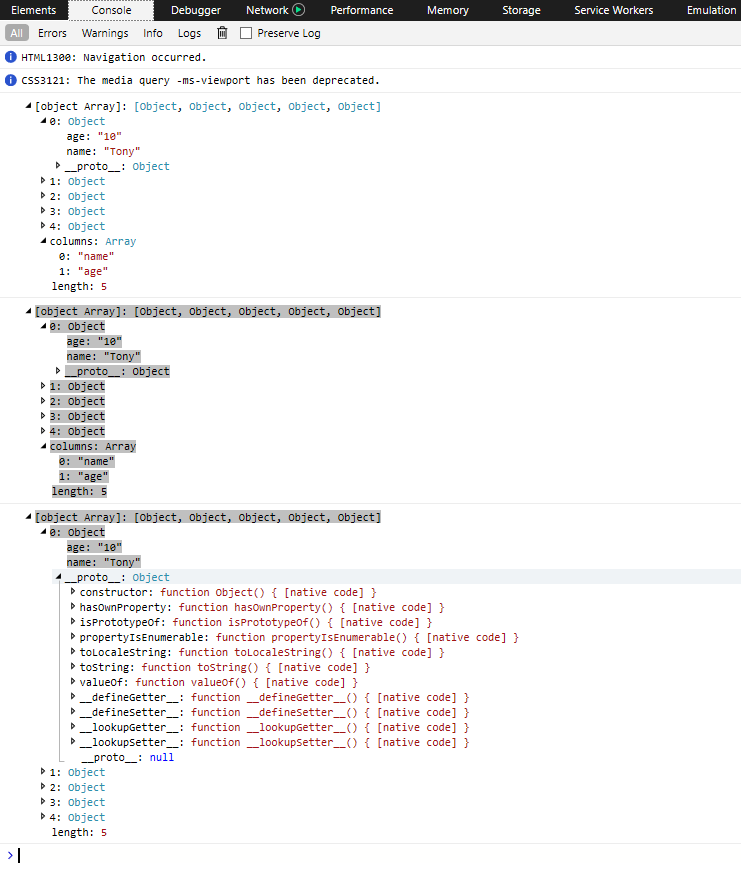 Elements Console Debugger Network Performance Memory Storage Service Workers Emulation
All Errors Warnings Info Logs Preserve Log
HTML1300: Navigation occurred.
CSS3121: The media query -ms-viewport has been deprecated.
[object Array]: [Object, Object, Object, Object, Object]
0: Object
age: "10"
name: "Tony"
__proto__: Object
1: Object
2: Object
3: Object
4: Object
columns: Array
0: "name"
1: "age"
length: 5
[object Array]: [Object, Object, Object, Object, Object]
0: Object
age: "10"
name: "Tony"
__proto__: Object
1: Object
2: Object
3: Object
4: Object
columns: Array
0: "name"
1: "age"
length: 5
[object Array]: [Object, Object, Object, Object, Object]
0: Object
age: "10"
name: "Tony"
__proto__: Object
constructor: function Object() { [native code] }
hasOwnProperty: function hasOwnProperty() { [native code] }
isPrototypeOf: function isPrototypeOf() { [native code] }
propertyIsEnumerable: function propertyIsEnumerable() { [native code] }
toLocaleString: function toLocaleString() { [native code] }
toString: function toString() { [native code] }
valueOf: function valueOf() { [native code] }
__defineGetter__: function __defineGetter__() { [native code] }
__defineSetter__: function __defineSetter__() { [native code] }
__lookupGetter__: function __lookupGetter__() { [native code] }
__lookupSetter__: function __lookupSetter__() { [native code] }
__proto__: null
1: Object
2: Object
3: Object
4: Object
length: 5
>